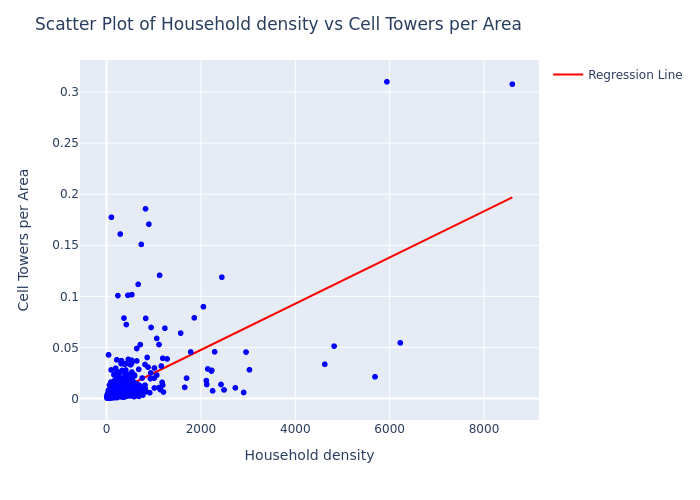 Scatter Plot of Household density vs Cell Towers per Area
Regression Line
0.3
0.25
0.2
0.15
0.1
0.05
0
Cell Towers per Area
0 2000 4000 6000 8000
Household density